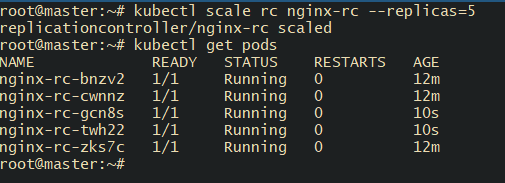 root@master:~# kubectl scale rc nginx-rc --replicas=5
replicationcontroller/nginx-rc scaled
root@master:~# kubectl get pods
NAME READY STATUS RESTARTS AGE
nginx-rc-bnzv2 1/1 Running 0 12m
nginx-rc-cwnnz 1/1 Running 0 12m
nginx-rc-gcn8s 1/1 Running 0 10s
nginx-rc-twh22 1/1 Running 0 10s
nginx-rc-zks7c 1/1 Running 0 12m
root@master:~#